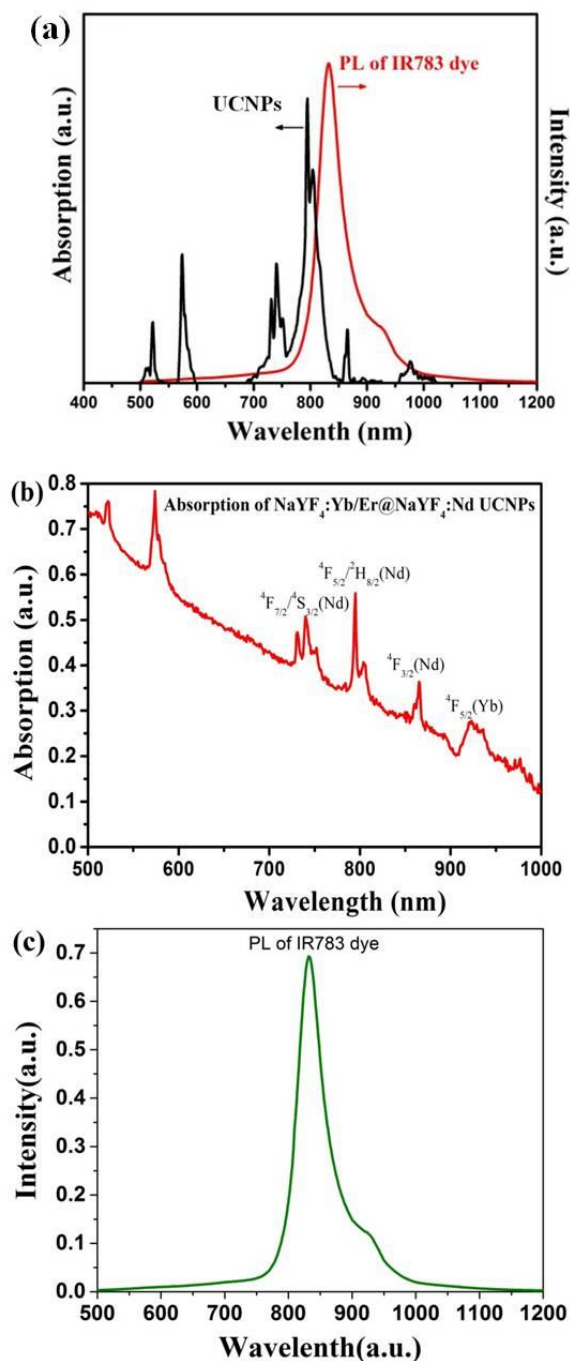 (a)
PL of IR783 dye
UCNPs
Absorption (a.u.)
Intensity (a.u.)
400 500 600 700 800 900 1000 1100 1200
Wavelenth (nm)
(b)
0.8
Absorption of NaYF₄:Yb/Er@NaYF₄:Nd UCNPs
0.7
⁴F₅/₂/²H₈/₂(Nd)
0.6
⁴F₇/₂/⁴S₃/₂(Nd)
0.5
⁴F₃/₂(Nd)
0.4
⁴F₅/₂(Yb)
0.3
0.2
0.1
0.0
Absorption (a.u.)
500 600 700 800 900 1000
Wavelength (nm)
(c)
PL of IR783 dye
0.7
0.6
0.5
0.4
0.3
0.2
0.1
0.0
Intensity(a.u.)
500 600 700 800 900 1000 1100 1200
Wavelenth(a.u.)